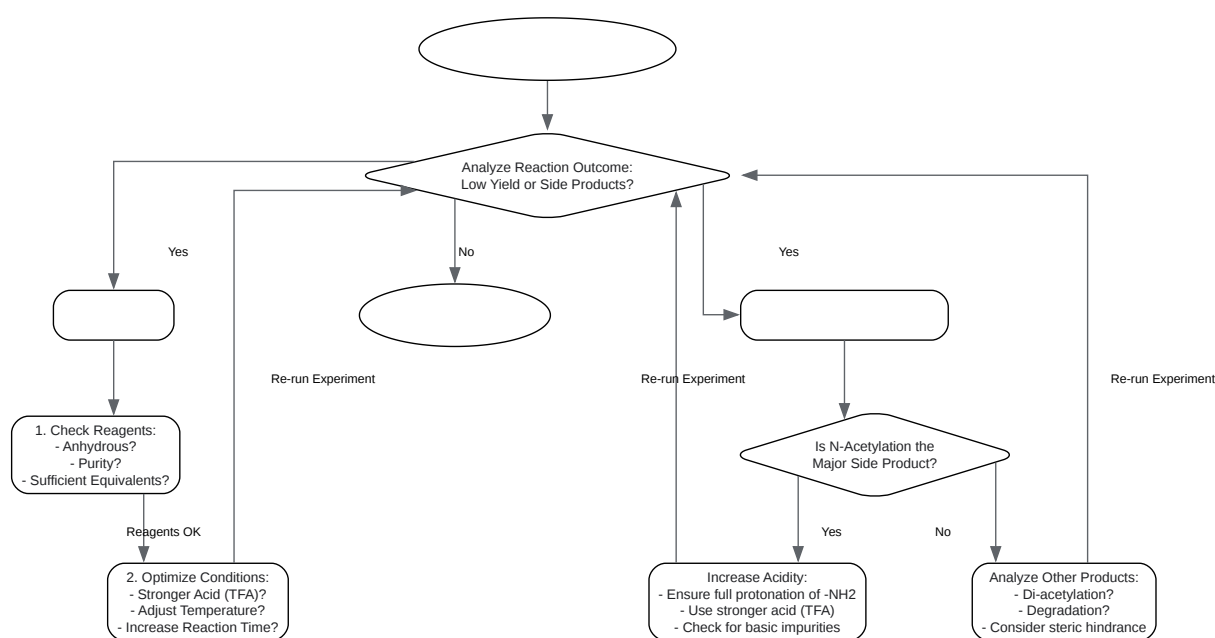 Analyze Reaction Outcome:
Low Yield or Side Products?
Yes
No
Yes
Re-run Experiment
Re-run Experiment
Re-run Experiment
1. Check Reagents:
- Anhydrous?
- Purity?
- Sufficient Equivalents?
Is N-Acetylation the
Major Side Product?
Reagents OK
Yes
No
2. Optimize Conditions:
- Stronger Acid (TFA)?
- Adjust Temperature?
- Increase Reaction Time?
Increase Acidity:
- Ensure full protonation of -NH2
- Use stronger acid (TFA)
- Check for basic impurities
Analyze Other Products:
- Di-acetylation?
- Degradation?
- Consider steric hindrance